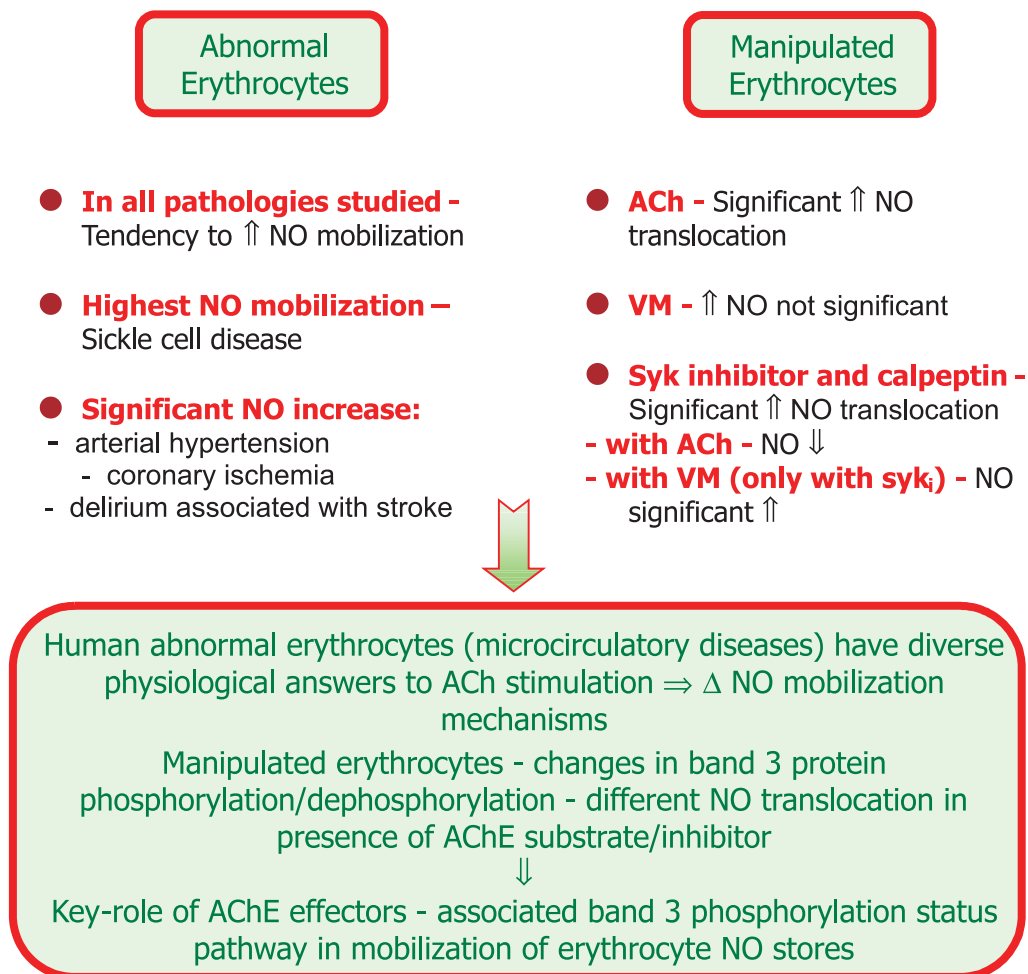 Abnormal
Erythrocytes
Manipulated
Erythrocytes
● In all pathologies studied -
Tendency to ⇑ NO mobilization
● Highest NO mobilization –
Sickle cell disease
● Significant NO increase:
- arterial hypertension
- coronary ischemia
- delirium associated with stroke
● ACh - Significant ⇑ NO
translocation
● VM - ⇑ NO not significant
● Syk inhibitor and calpeptin –
Significant ⇑ NO translocation
- with ACh - NO ⇓
- with VM (only with sykᵢ) - NO
significant ⇑
Human abnormal erythrocytes (microcirculatory diseases) have diverse
physiological answers to ACh stimulation ⇒ Δ NO mobilization
mechanisms
Manipulated erythrocytes - changes in band 3 protein
phosphorylation/dephosphorylation - different NO translocation in
presence of AChE substrate/inhibitor
⇓
Key-role of AChE effectors - associated band 3 phosphorylation status
pathway in mobilization of erythrocyte NO stores